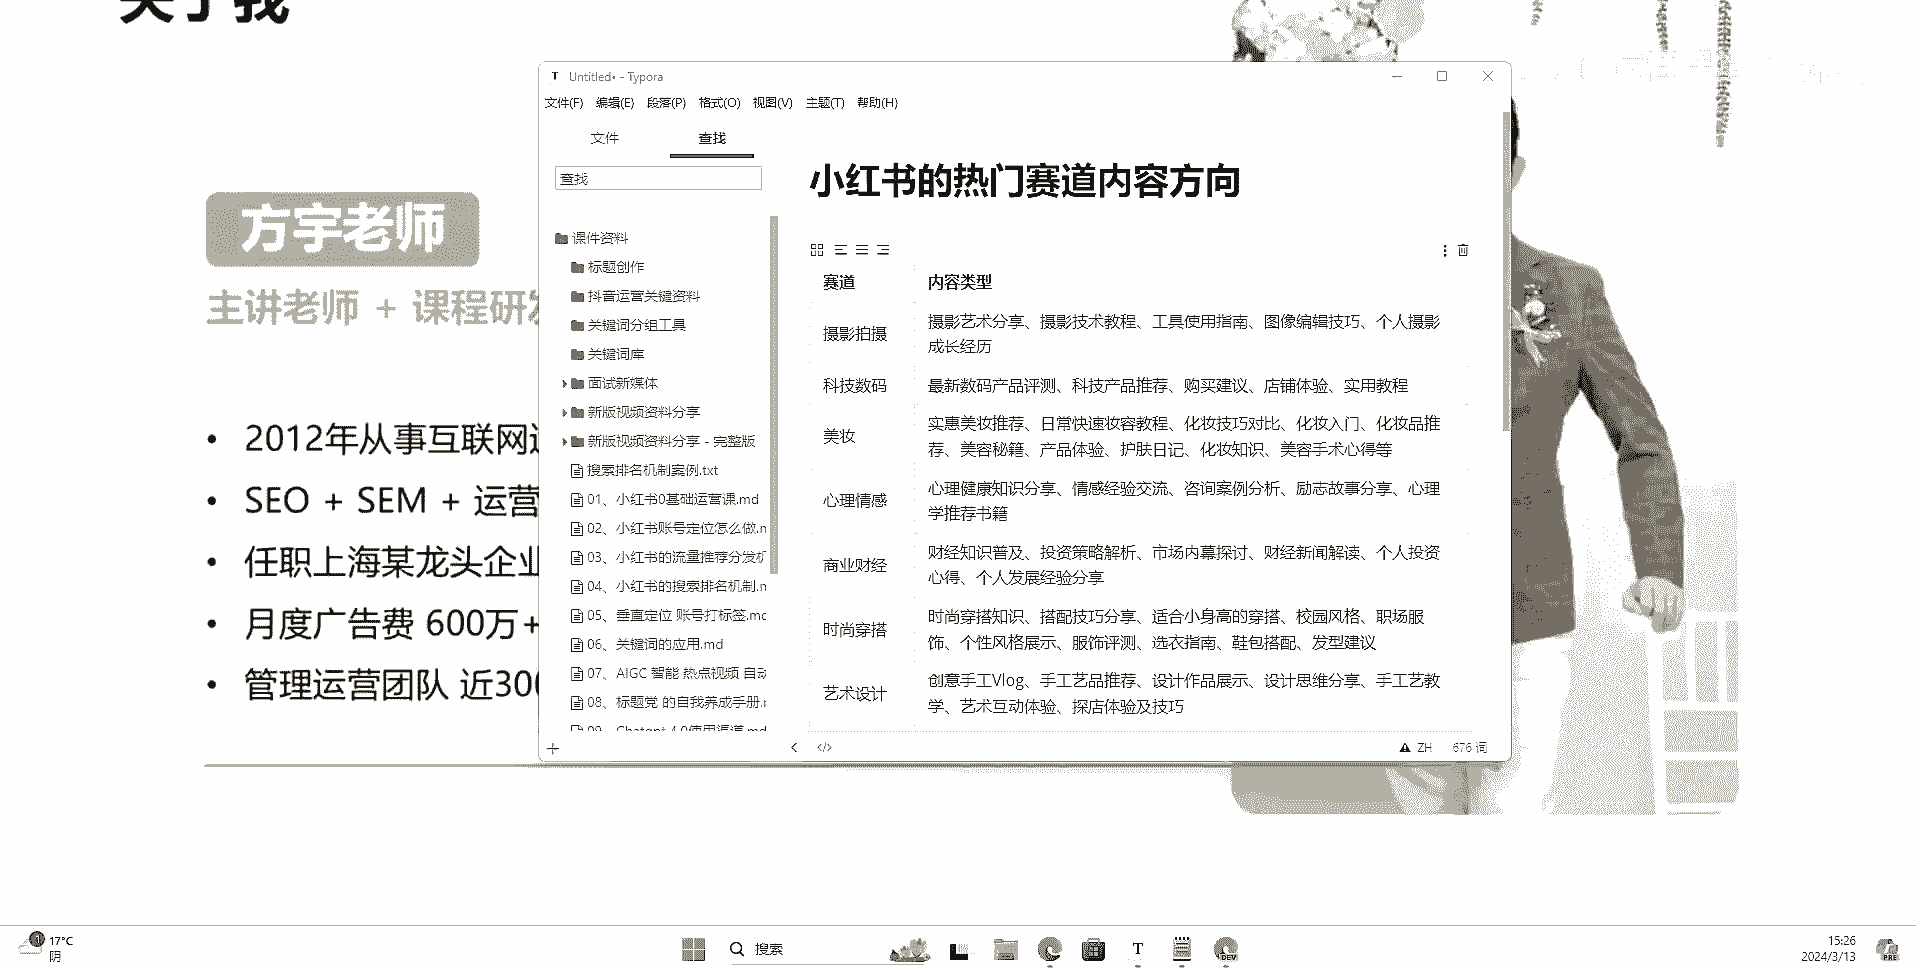 关于我
方宇老师
主讲老师 + 课程研发
2012年从事互联网
SEO + SEM + 运营
任职上海某龙头企业
月度广告费 600万+
管理运营团队 近300
Untitled• - Typora
文件(F) 编辑(E) 段落(P) 格式(O) 视图(V) 主题(T) 帮助(H)
文件 查找
查找
课件资料
标题创作
抖音运营关键资料
关键词分组工具
关键词库
面试新媒体
新版视频资料分享
新版视频资料分享 - 完整版
搜索排名机制案例.txt
01、小红书0基础运营课.md
02、小红书账号定位怎么做.m
03、小红书的流量推荐分发机
04、小红书的搜索排名机制.m
05、垂直定位 账号打标签.md
06、关键词的应用.md
07、AIGC 智能 热点视频 自动
08、标题党 的自我养成手册.
09、Chatgpt 4.0使用渠道.md
小红书的热门赛道内容方向
赛道 内容类型
摄影拍摄 摄影艺术分享、摄影技术教程、工具使用指南、图像编辑技巧、个人摄影
成长经历
科技数码 最新数码产品评测、科技产品推荐、购买建议、店铺体验、实用教程
美妆 实惠美妆推荐、日常快速妆容教程、化妆技巧对比、化妆入门、化妆品推
荐、美容秘籍、产品体验、护肤日记、化妆知识、美容手术心得等
心理情感 心理健康知识分享、情感经验交流、咨询案例分析、励志故事分享、心理
学推荐书籍
商业财经 财经知识普及、投资策略解析、市场内幕探讨、财经新闻解读、个人投资
心得、个人发展经验分享
时尚穿搭 时尚穿搭知识、搭配技巧分享、适合小身高的穿搭、校园风格、职场服
饰、个性风格展示、服饰评测、选衣指南、鞋包搭配、发型建议
艺术设计 创意手工Vlog、手工艺品推荐、设计作品展示、设计思维分享、手工艺教
学、艺术互动体验、探店体验及技巧
ZH 676 词
1 17°C
阴
搜索
DEV
15:26
2024/3/13
PRE